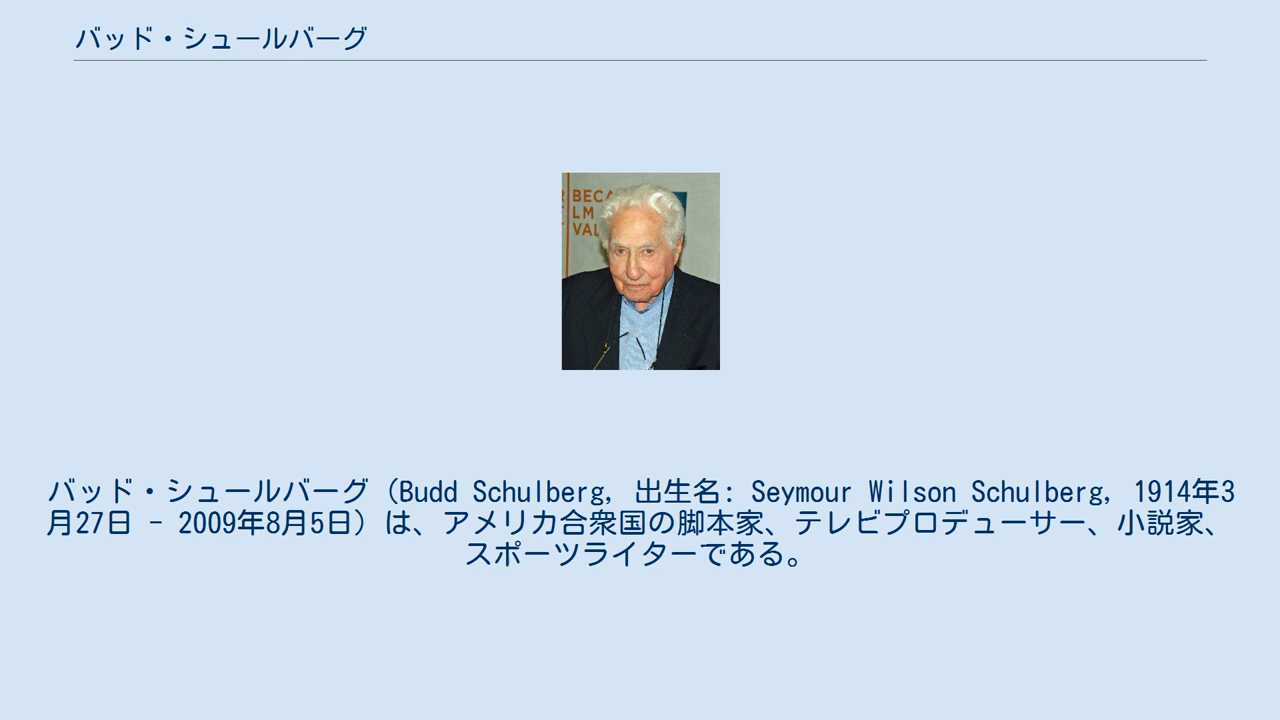 バッド・シュールバーグ
BECA
LM
VAL
バッド・シュールバーグ（Budd Schulberg, 出生名: Seymour Wilson Schulberg, 1914年3
月27日 - 2009年8月5日）は、アメリカ合衆国の脚本家、テレビプロデューサー、小説家、
スポーツライターである。